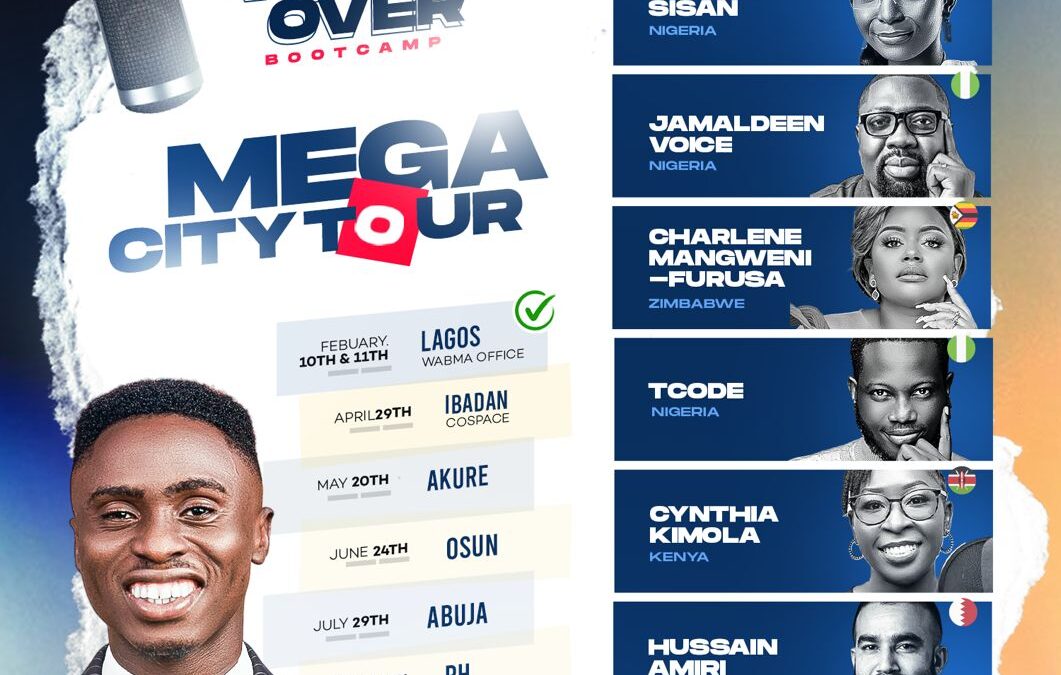 OVER
BOOTCAMP
MEGA
CITY TOUR
FEBUARY.
10TH & 11TH
LAGOS
WABMA OFFICE
APRIL29TH
IBADAN
COSPACE
MAY 20TH
AKURE
JUNE 24TH
OSUN
JULY 29TH
ABUJA
PH
SISAN
NIGERIA
JAMALDEEN
VOICE
NIGERIA
CHARLENE
MANGWENI
–FURUSA
ZIMBABWE
TCODE
NIGERIA
CYNTHIA
KIMOLA
KENYA
HUSSAIN
AMIRI